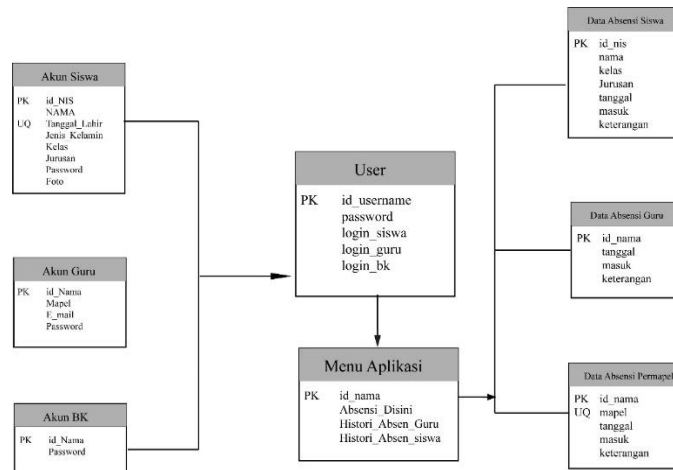 Akun Siswa
PK id_NIS
NAMA
UQ Tanggal_Lahir
Jenis_Kelamin
Kelas
Jurusan
Password
Foto
Akun Guru
PK id_Nama
Mapel
E_mail
Password
Akun BK
PK id_Nama
Password
User
PK id_username
password
login_siswa
login_guru
login_bk
Menu Aplikasi
PK id_nama
Absensi_Disini
Histori_Absen_Guru
Histori_Absen_siswa
Data Absensi Siswa
PK id_nis
nama
kelas
Jurusan
tanggal
masuk
keterangan
Data Absensi Guru
PK id_nama
tanggal
masuk
keterangan
Data Absensi Permapel
PK id_nama
UQ mapel
tanggal
masuk
keterangan